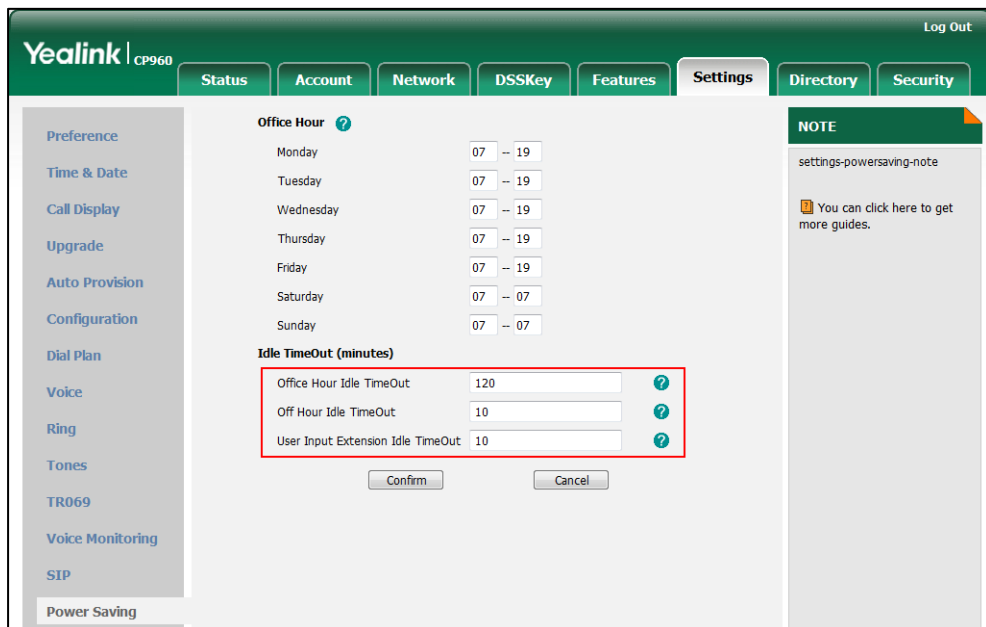 Log Out
Yealink CP960
Status Account Network DSSKey Features Settings Directory Security
Preference
Time & Date
Call Display
Upgrade
Auto Provision
Configuration
Dial Plan
Voice
Ring
Tones
TR069
Voice Monitoring
SIP
Power Saving
Office Hour ?
Monday 07 -- 19
Tuesday 07 -- 19
Wednesday 07 -- 19
Thursday 07 -- 19
Friday 07 -- 19
Saturday 07 -- 07
Sunday 07 -- 07
Idle TimeOut (minutes)
Office Hour Idle TimeOut 120 ?
Off Hour Idle TimeOut 10 ?
User Input Extension Idle TimeOut 10 ?
Confirm Cancel
NOTE
settings-powersaving-note
? You can click here to get
more guides.